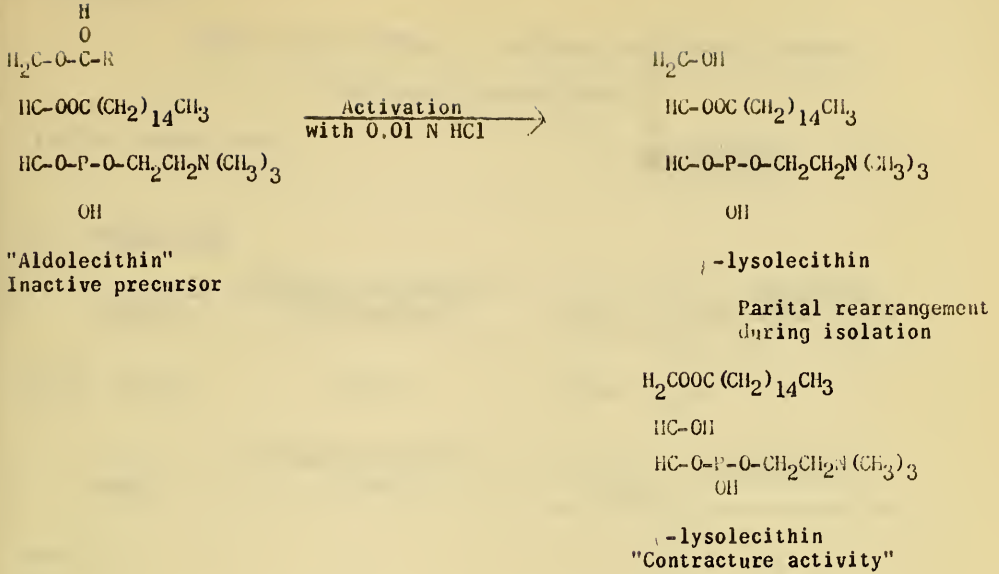 H
O
H2C-O-C-R
HC-OOC(CH2)14CH3
HC-O-P-O-CH2CH2N(CH3)3
OH
"Aldolecithin"
Inactive precursor
Activation
with 0.01 N HCl
H2C-OH
HC-OOC(CH2)14CH3
HC-O-P-O-CH2CH2N(CH3)3
OH
-lysolecithin
Parital rearrangement
during isolation
H2COOC(CH2)14CH3
HC-OH
HC-O-P-O-CH2CH2N(CH3)3
OH
-lysolecithin
"Contracture activity"